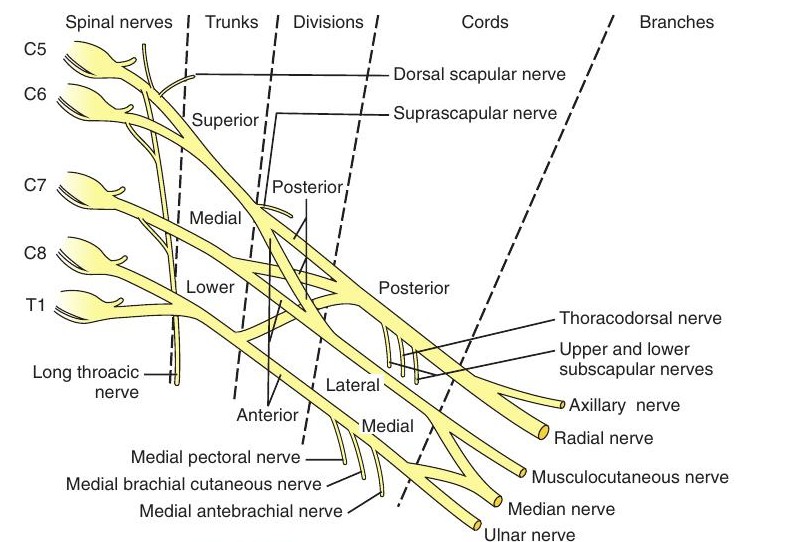 Spinal nerves
Trunks
Divisions
Cords
Branches
C5
Dorsal scapular nerve
C6
Suprascapular nerve
Superior
C7
Posterior
Medial
C8
Lower
Posterior
T1
Thoracodorsal nerve
Upper and lower
subscapular nerves
Long throacic
nerve
Lateral
Axillary nerve
Anterior
Medial
Radial nerve
Medial pectoral nerve
Musculocutaneous nerve
Medial brachial cutaneous nerve
Medial antebrachial nerve
Median nerve
Ulnar nerve